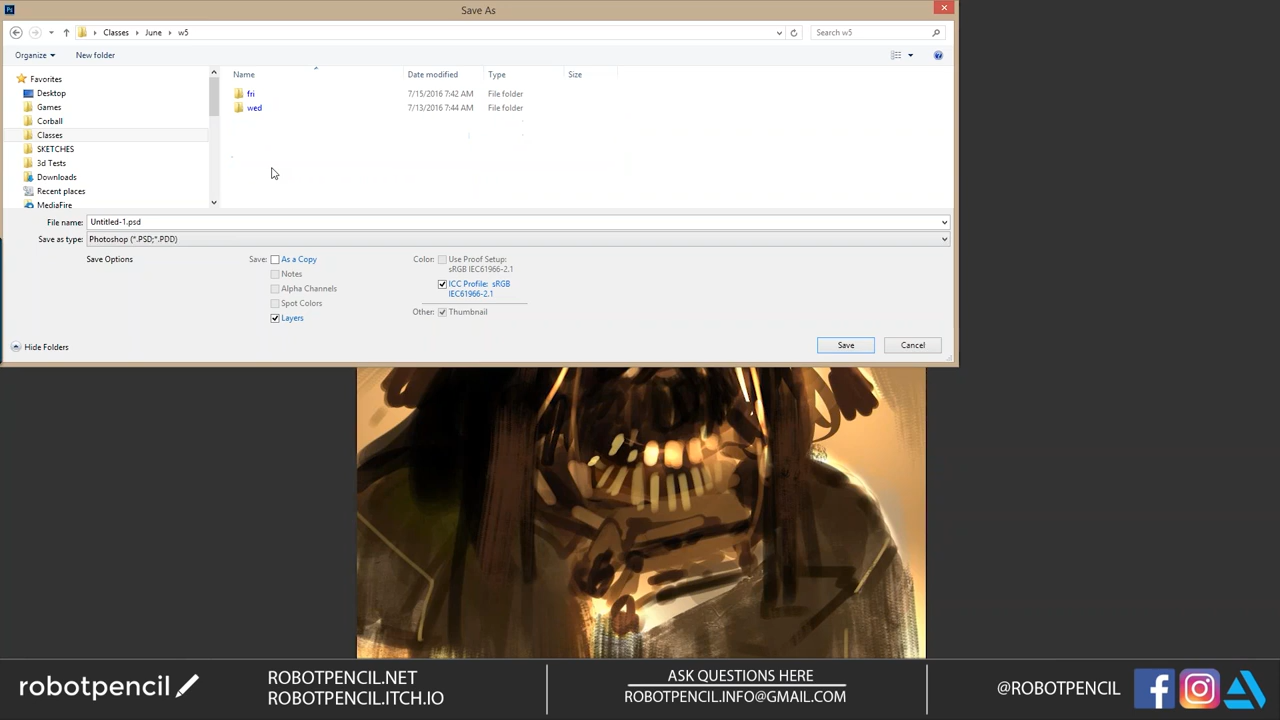 Ps
Save As
Classes June w5
Search w5
Organize
New folder
Name
Date modified
Type
Size
Favorites
Desktop
Games
Corball
Classes
SKETCHES
3d Tests
Downloads
Recent places
MediaFire
fri 7/15/2016 7:42 AM File folder
wed 7/13/2016 7:44 AM File folder
File name: Untitled-1.psd
Save as type: Photoshop (*.PSD;*.PDD)
Save Options
Save: As a Copy
Notes
Alpha Channels
Spot Colors
Layers
Color: Use Proof Setup:
sRGB IEC61966-2.1
ICC Profile: sRGB
IEC61966-2.1
Other: Thumbnail
Hide Folders
Save
Cancel
robotpencil
ROBOTPENCIL.NET
ROBOTPENCIL.ITCH.IO
ASK QUESTIONS HERE
ROBOTPENCIL.INFO@GMAIL.COM
@ROBOTPENCIL